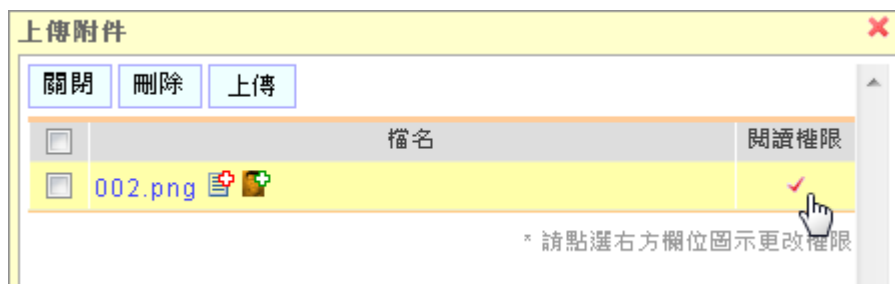 上傳附件
關閉 刪除 上傳
檔名 閱讀權限
002.png
* 請點選右方欄位圖示更改權限